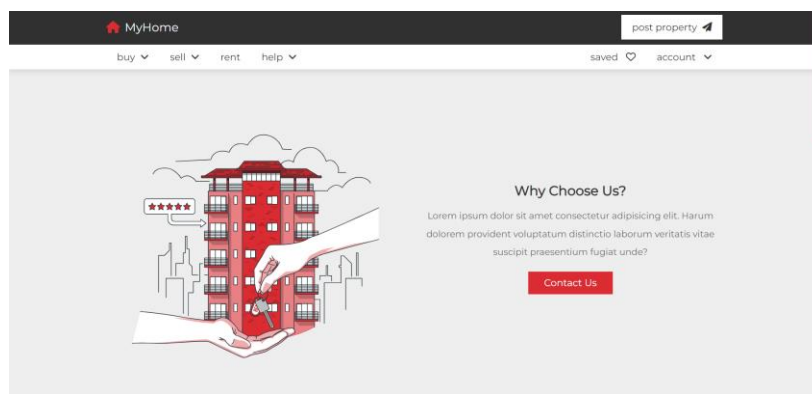 MyHome
post property
buy
sell
rent
help
saved
account
Why Choose Us?
Lorem ipsum dolor sit amet consectetur adipisicing elit. Harum
dolorem provident voluptatum distinctio laborum veritatis vitae
suscipit praesentium fugiat unde?
Contact Us